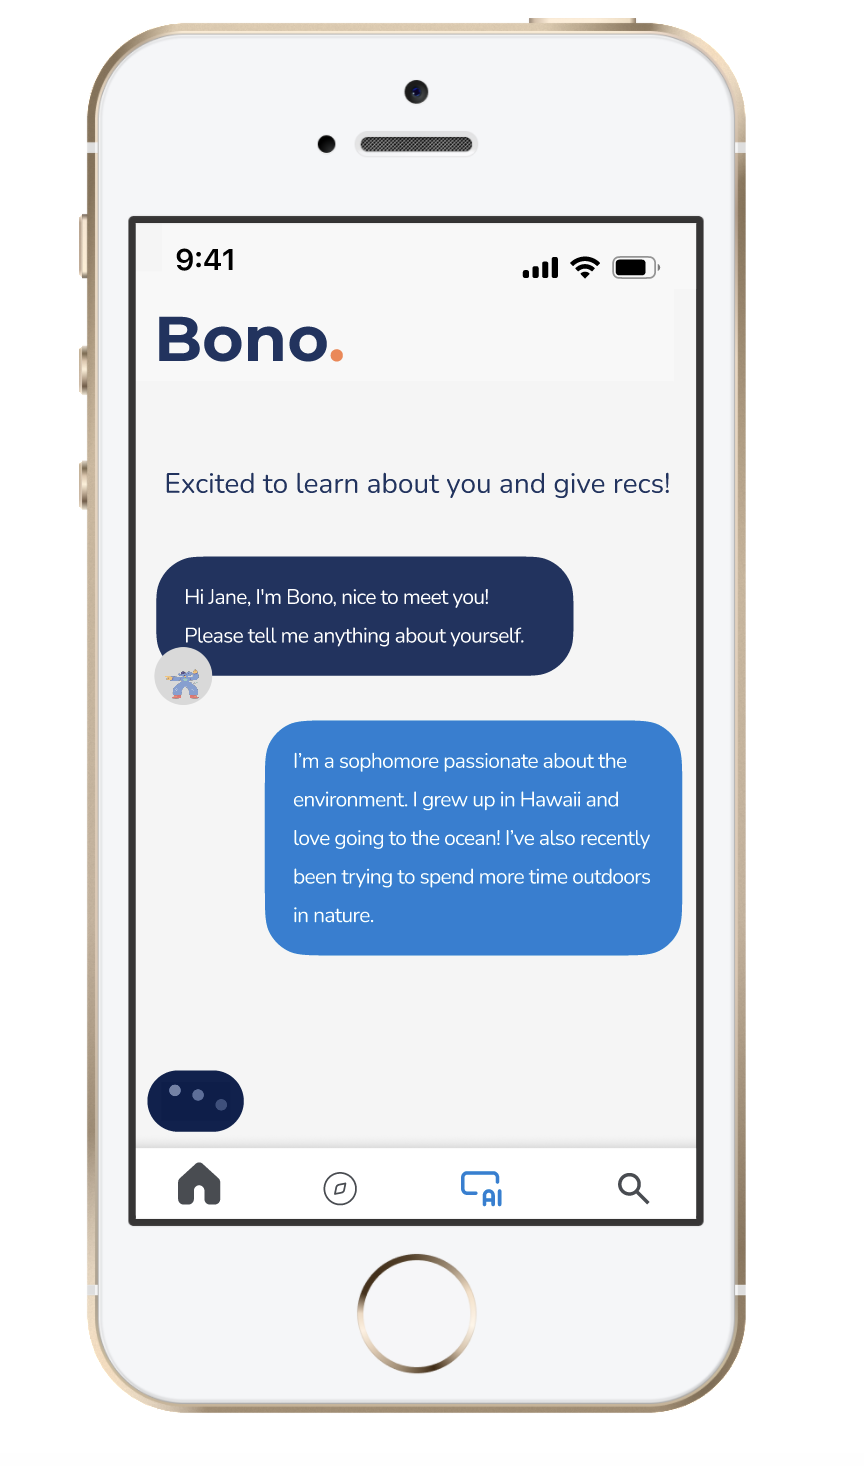 9:41
Bono.
Excited to learn about you and give recs!
Hi Jane, I'm Bono, nice to meet you!
Please tell me anything about yourself.
I’m a sophomore passionate about the
environment. I grew up in Hawaii and
love going to the ocean! I’ve also recently
been trying to spend more time outdoors
in nature.
AI